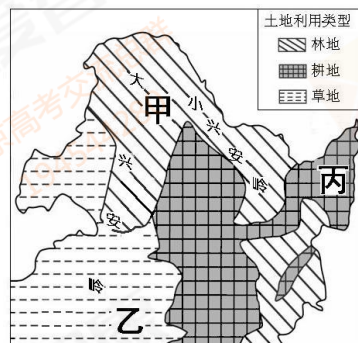 土地利用类型
林地
耕地
草地
大
小
甲
兴
兴
安
安
岭
丙
岭
乙